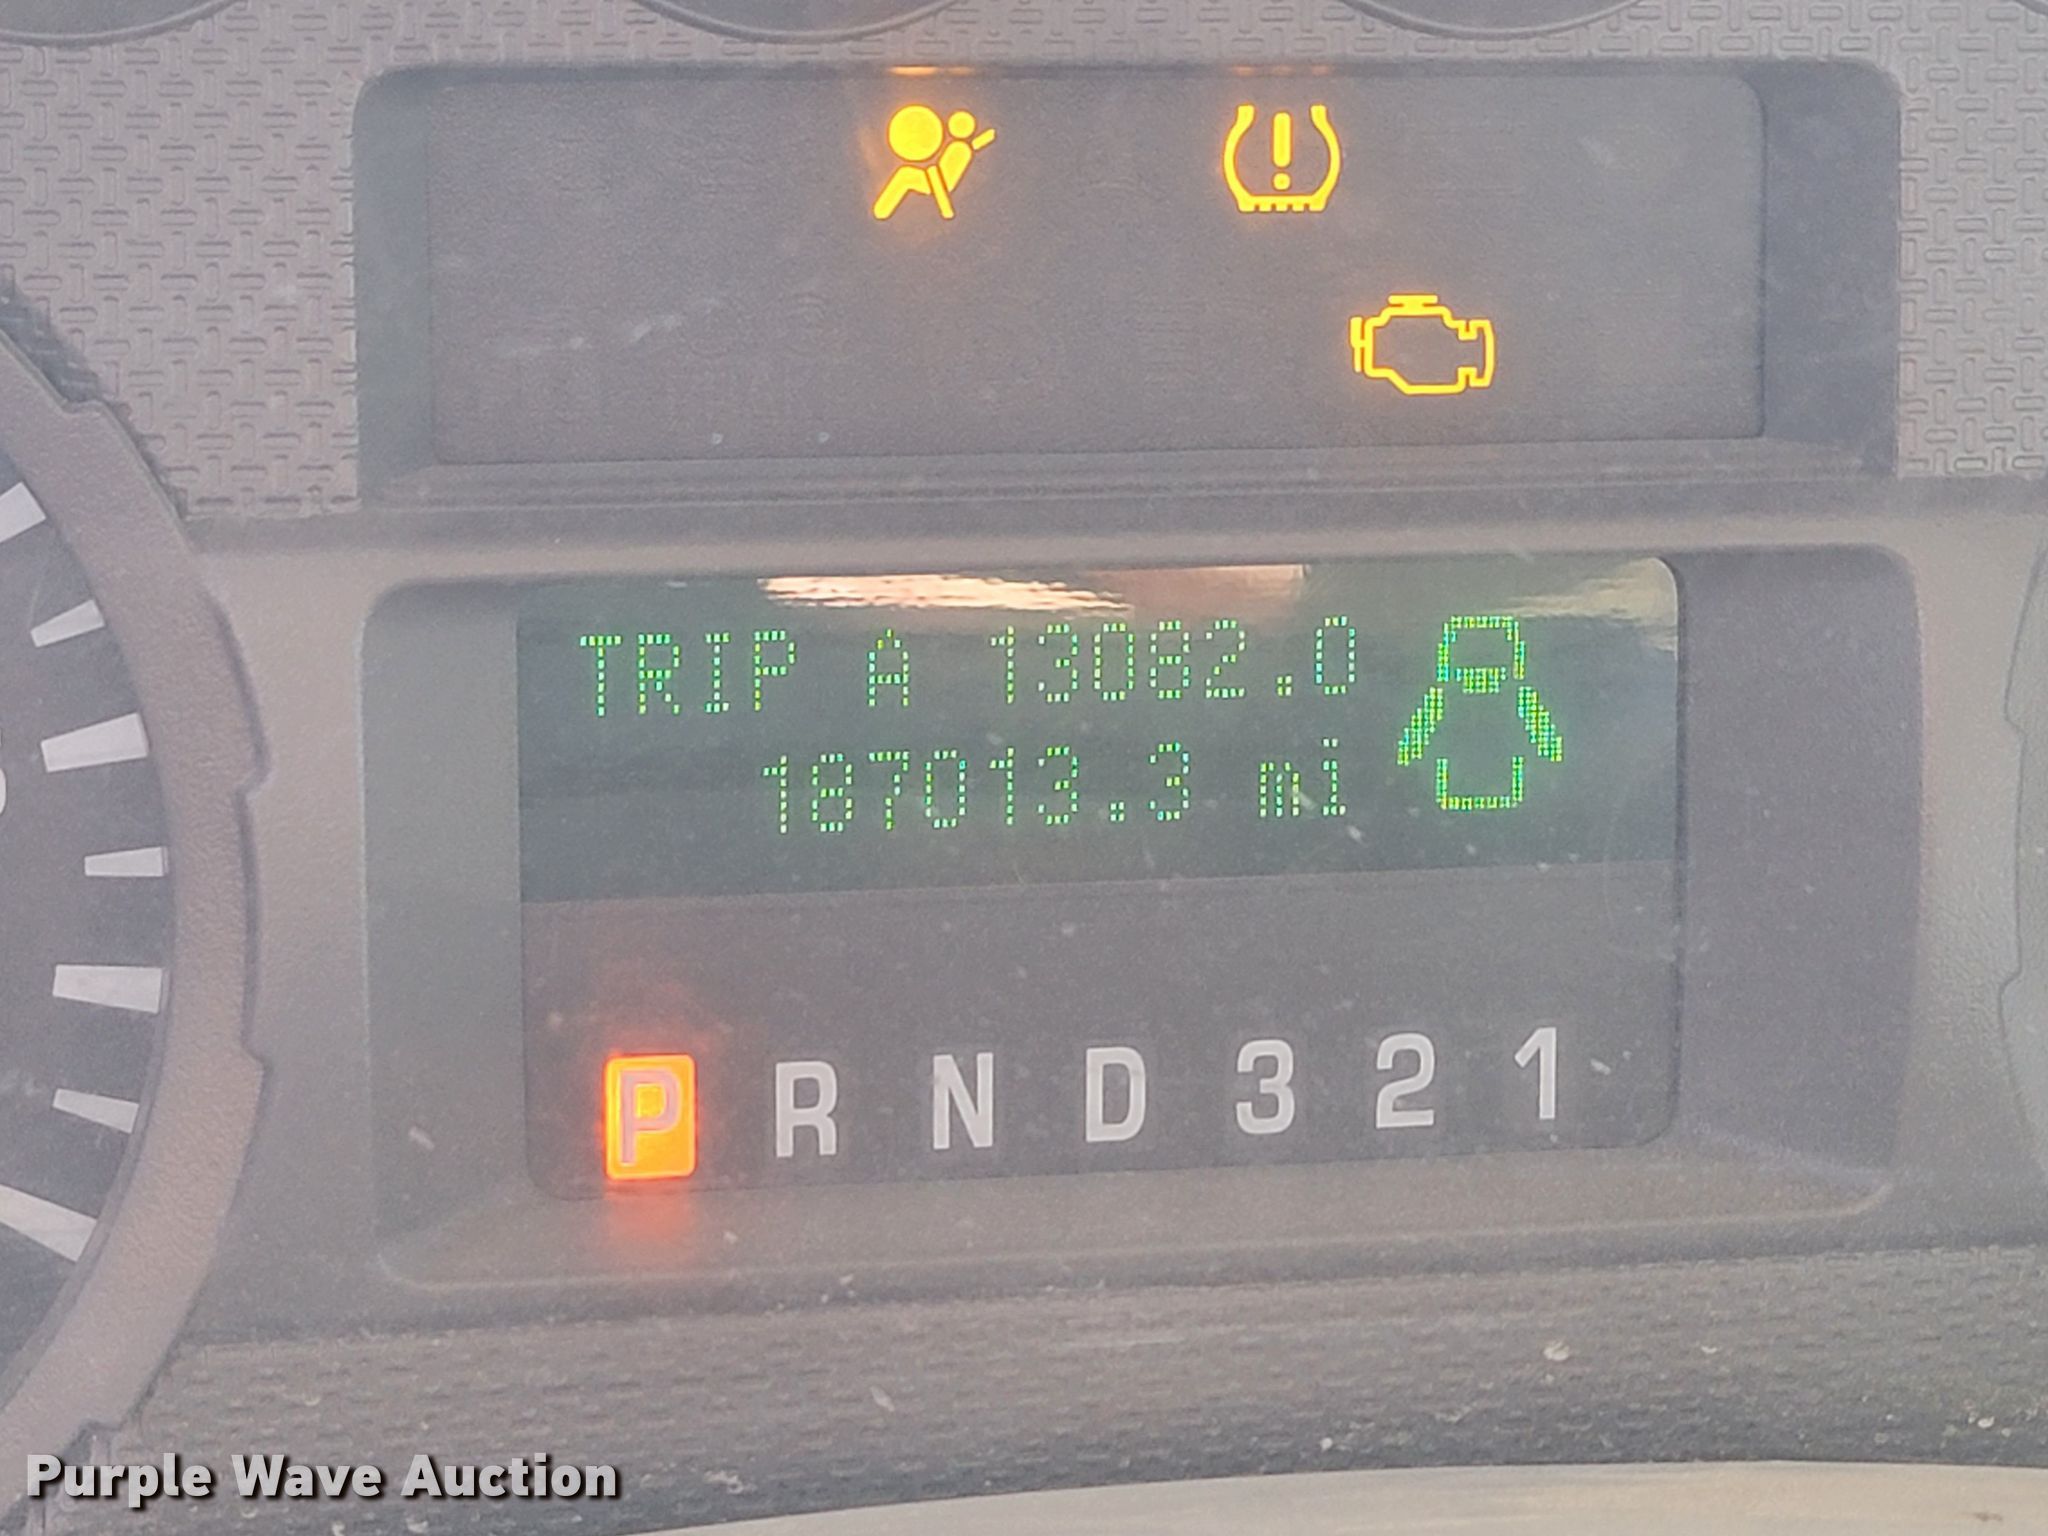 TRIP A 13082.0
187013.3 mi
P R N D 3 2 1
Purple Wave Auction